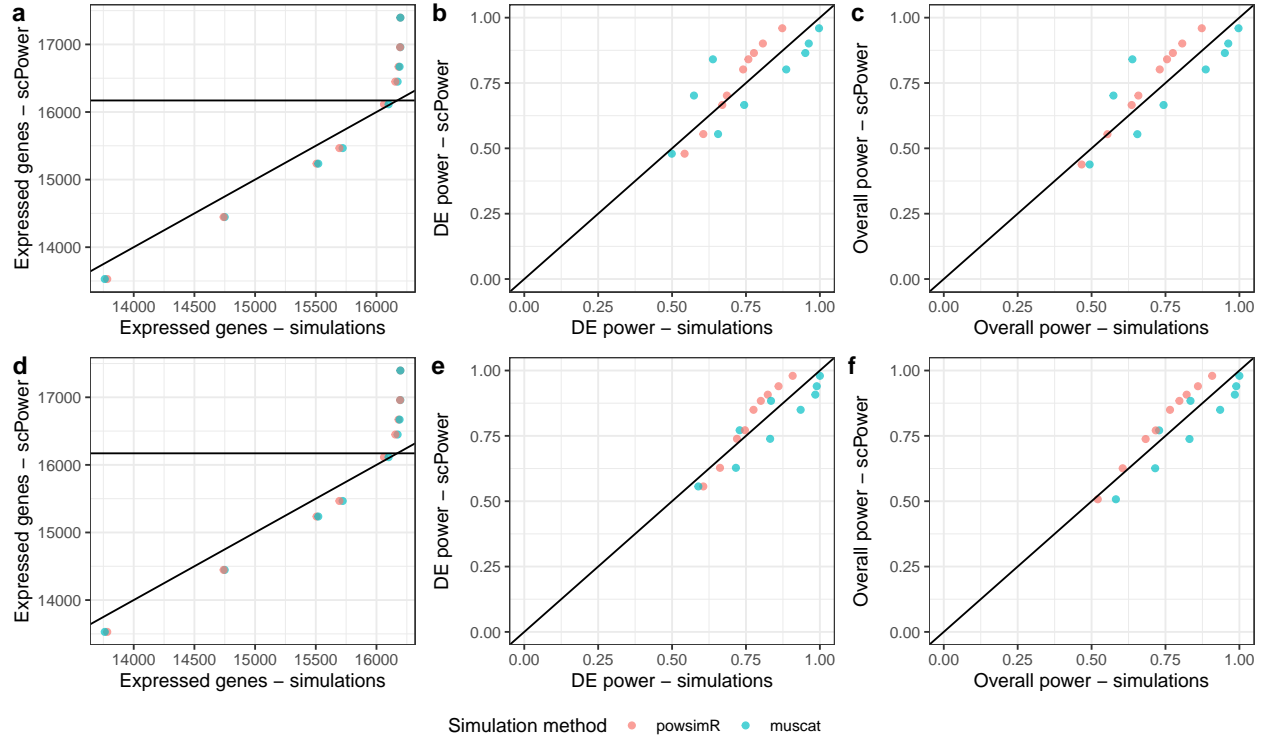 a
Expressed genes − scPower
17000
16000
15000
14000
14000 14500 15000 15500 16000
Expressed genes − simulations
b
DE power − scPower
1.00
0.75
0.50
0.25
0.00
0.00 0.25 0.50 0.75 1.00
DE power − simulations
c
Overall power − scPower
1.00
0.75
0.50
0.25
0.00
0.00 0.25 0.50 0.75 1.00
Overall power − simulations
d
Expressed genes − scPower
17000
16000
15000
14000
14000 14500 15000 15500 16000
Expressed genes − simulations
e
DE power − scPower
1.00
0.75
0.50
0.25
0.00
0.00 0.25 0.50 0.75 1.00
DE power − simulations
f
Overall power − scPower
1.00
0.75
0.50
0.25
0.00
0.00 0.25 0.50 0.75 1.00
Overall power − simulations
Simulation method powsimR muscat